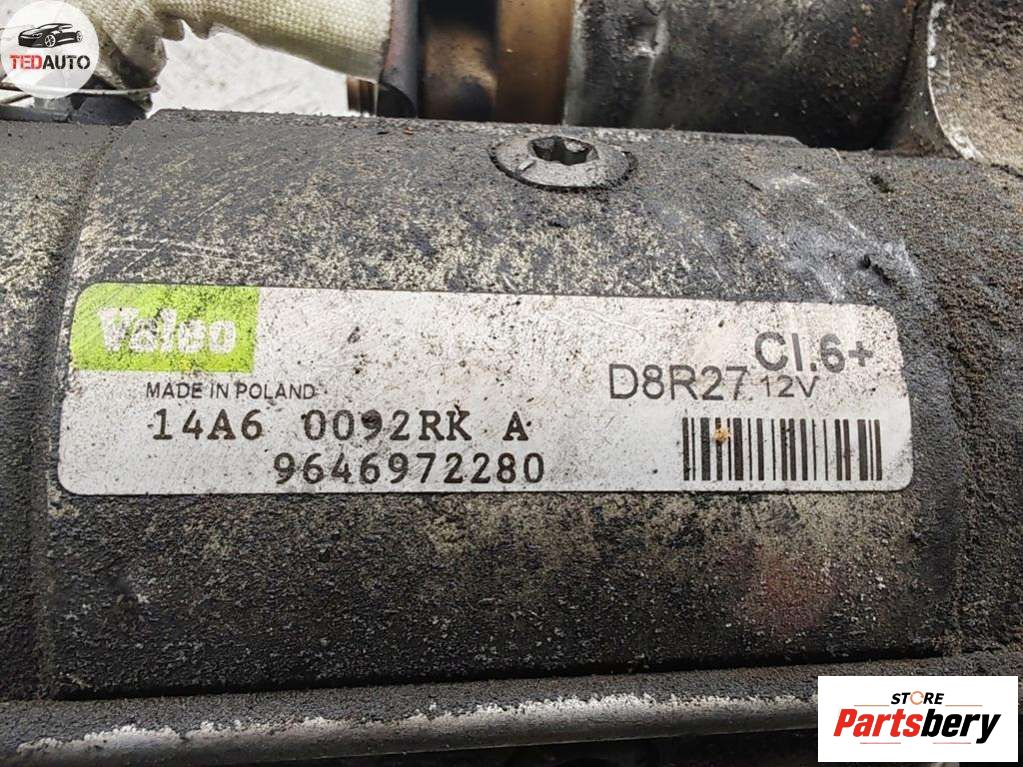 TEDAUTO
Valeo
MADE IN POLAND
14A6 0092RK A
9646972280
D8R27 12V
Cl.6+
STORE
Partsbery